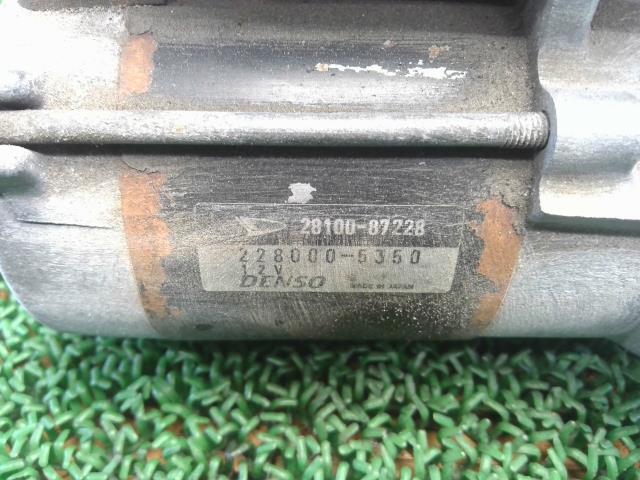 28100-87228
228000-5350
12V
DENSO MADE IN JAPAN